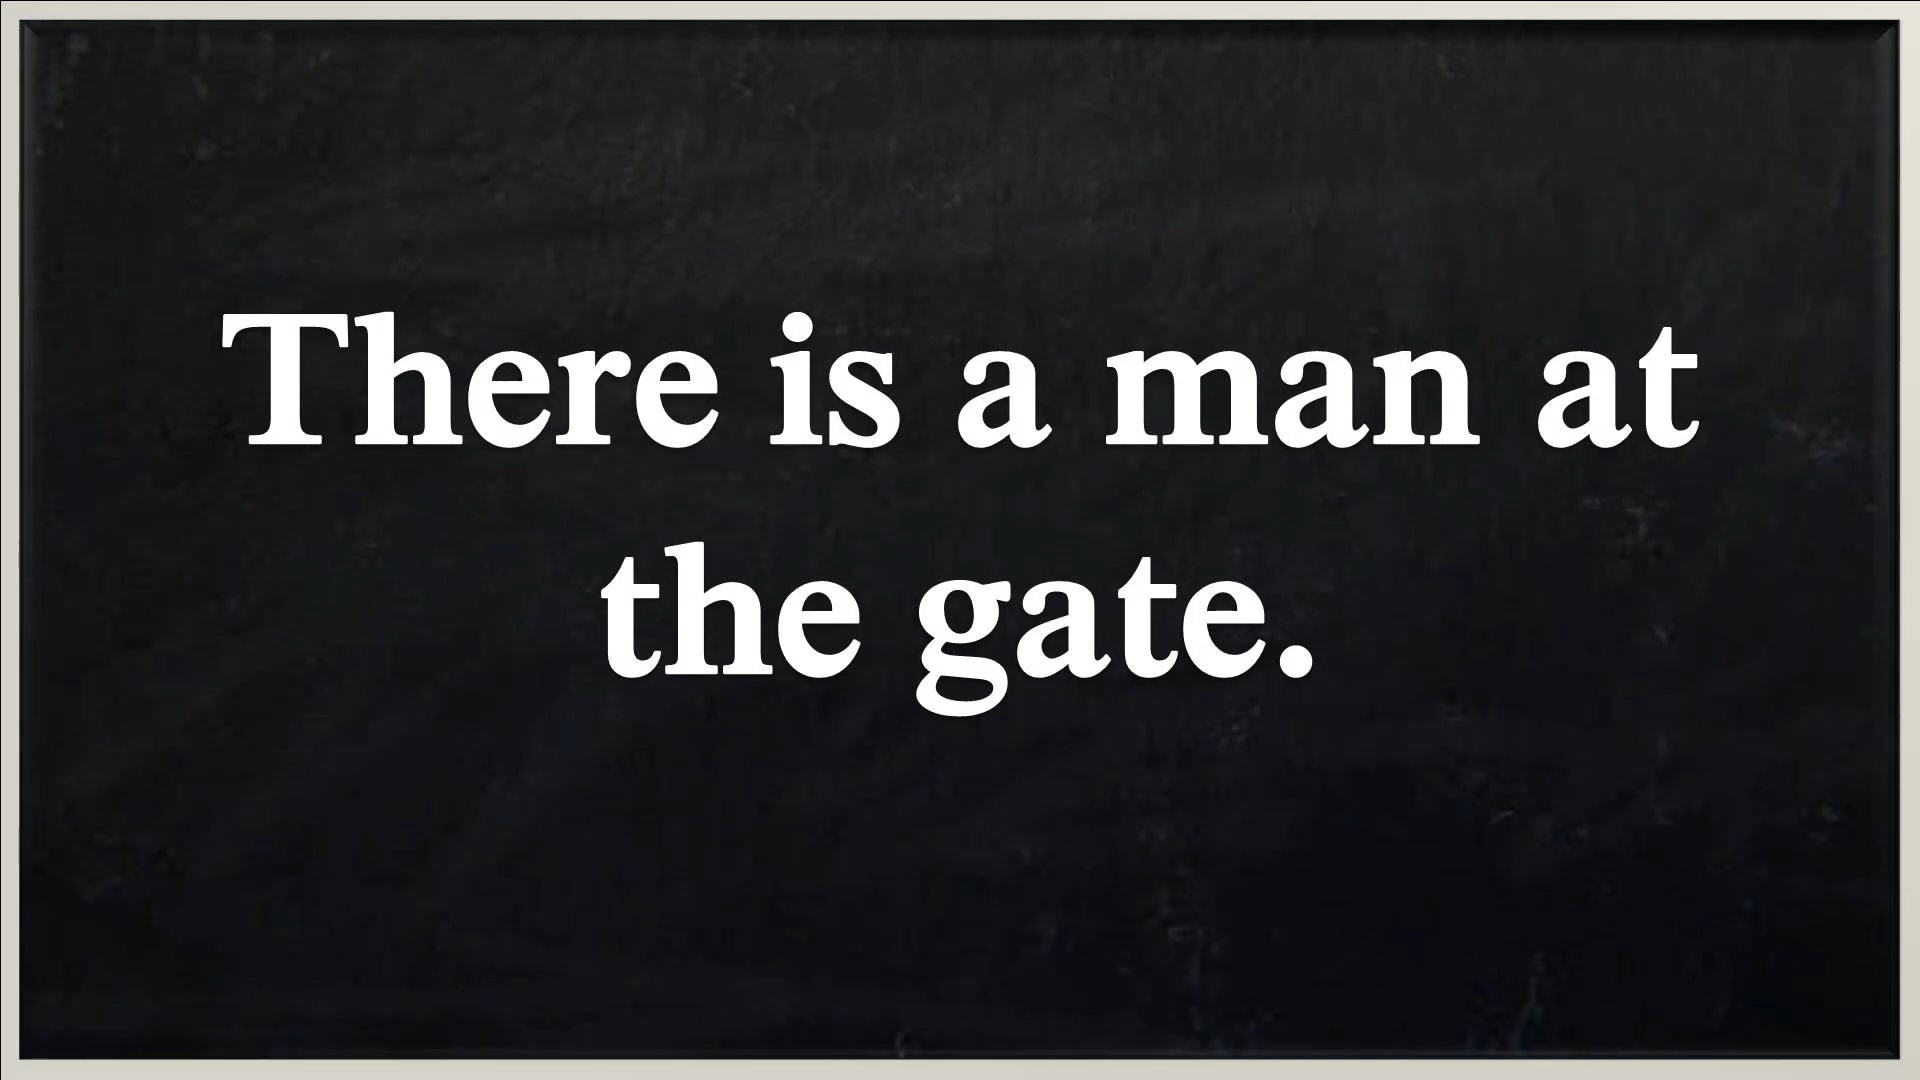 There is a man at
the gate.